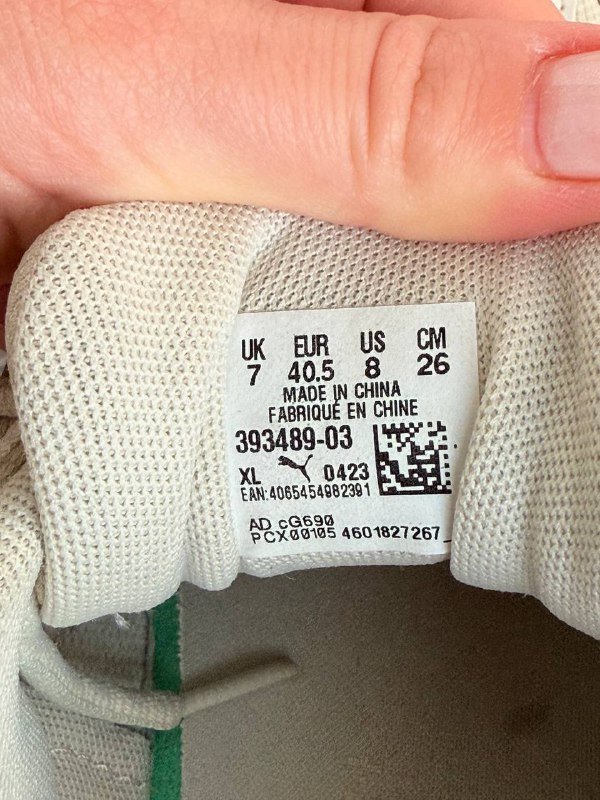 UK EUR US CM
7 40.5 8 26
MADE IN CHINA
FABRIQUÉ EN CHINE
393489-03
XL 0423
EAN:4065454982391
AD cG690
PCX00105 4601827267